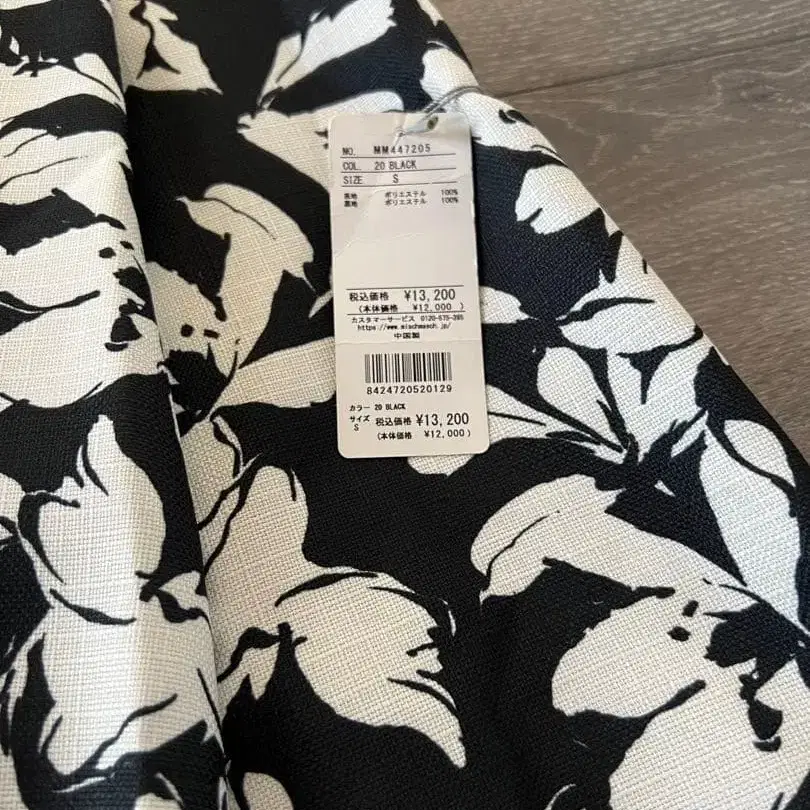 NO. MM447205
COL. 20 BLACK
SIZE S
表地 ポリエステル 100%
裏地 ポリエステル 100%
税込価格 ¥13,200
(本体価格 ¥12,000)
カスタマーサービス 0120-575-395
https://www.mischmasch.jp/
中国製
8424720520129
カラー 20 BLACK
サイズ S 税込価格 ¥13,200
(本体価格 ¥12,000)